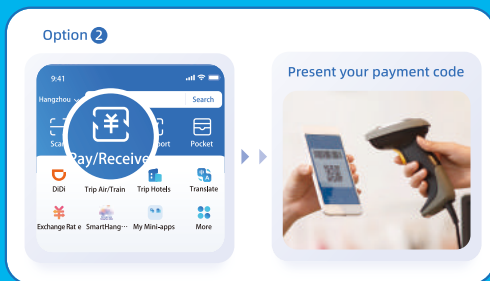 Option 2
9:41
Hangzhou
Search
Scan
Pay/Receive
port
Pocket
DiDi
Trip Air/Train
Trip Hotels
Translate
Exchange Rat e
SmartHang···
My Mini-apps
More
Present your payment code